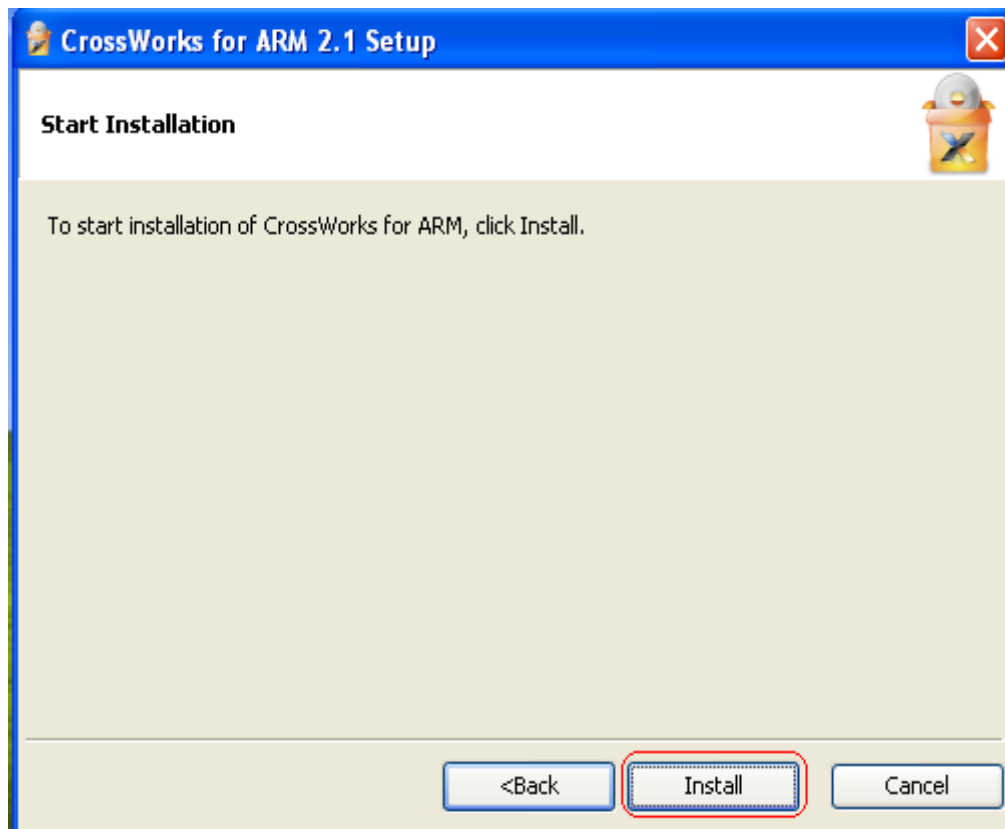 CrossWorks for ARM 2.1 Setup
Start Installation
To start installation of CrossWorks for ARM, click Install.
<Back Install Cancel